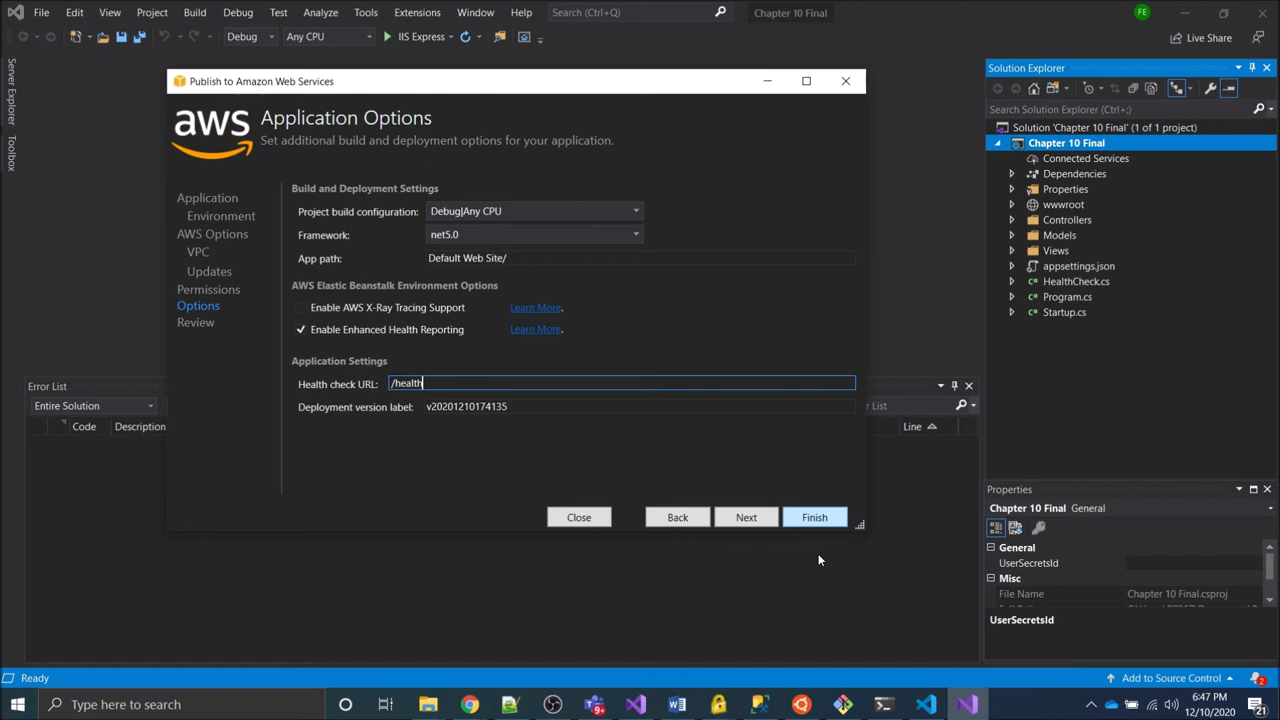 File Edit View Project Build Debug Test Analyze Tools Extensions Window Help Search (Ctrl+Q) Chapter 10 Final FE
Debug Any CPU IIS Express Live Share
Server Explorer
Toolbox
Publish to Amazon Web Services
aws
Application Options
Set additional build and deployment options for your application.
Application
Environment
AWS Options
VPC
Updates
Permissions
Options
Review
Build and Deployment Settings
Project build configuration: Debug|Any CPU
Framework: net5.0
App path: Default Web Site/
AWS Elastic Beanstalk Environment Options
Enable AWS X-Ray Tracing Support Learn More.
Enable Enhanced Health Reporting Learn More.
Application Settings
Health check URL: /health
Deployment version label: v20201210174135
Close Back Next Finish
Error List
Entire Solution
Code Description
List
Line
Solution Explorer
Search Solution Explorer (Ctrl+;)
Solution 'Chapter 10 Final' (1 of 1 project)
Chapter 10 Final
Connected Services
Dependencies
Properties
wwwroot
Controllers
Models
Views
appsettings.json
HealthCheck.cs
Program.cs
Startup.cs
Properties
Chapter 10 Final General
General
UserSecretsId
Misc
File Name Chapter 10 Final.csproj
UserSecretsId
Ready Add to Source Control 2
Type here to search 9+ 6:47 PM
12/10/2020 21